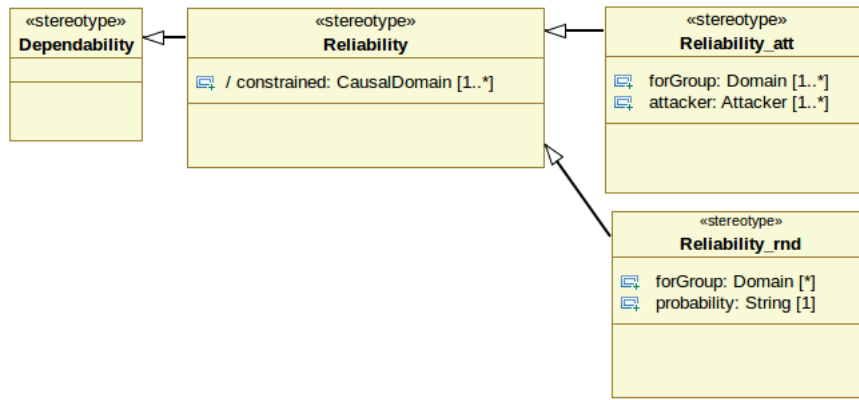 «stereotype»
Dependability
«stereotype»
Reliability
/ constrained: CausalDomain [1..*]
«stereotype»
Reliability_att
forGroup: Domain [1..*]
attacker: Attacker [1..*]
«stereotype»
Reliability_rnd
forGroup: Domain [*]
probability: String [1]